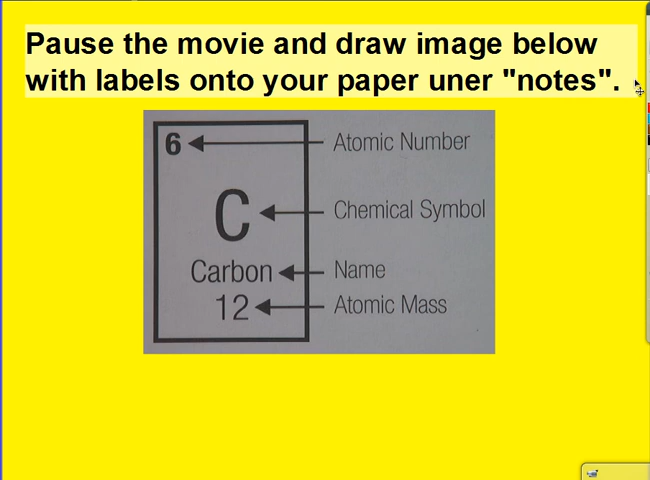 Pause the movie and draw image below
with labels onto your paper uner "notes".
6 Atomic Number
C Chemical Symbol
Carbon Name
12 Atomic Mass